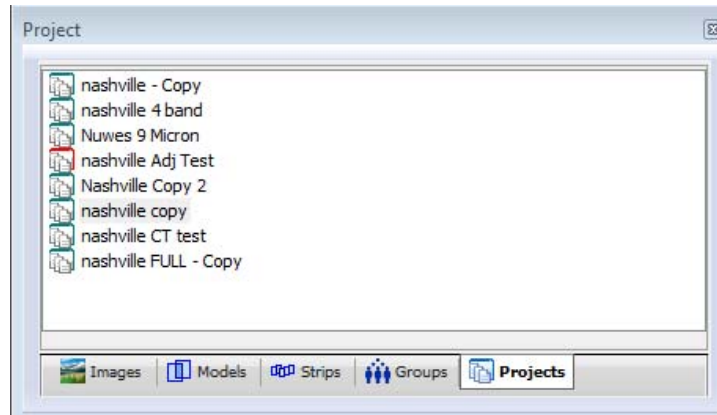 Project
nashville - Copy
nashville 4 band
Nuwes 9 Micron
nashville Adj Test
Nashville Copy 2
nashville copy
nashville CT test
nashville FULL - Copy
Images Models Strips Groups Projects